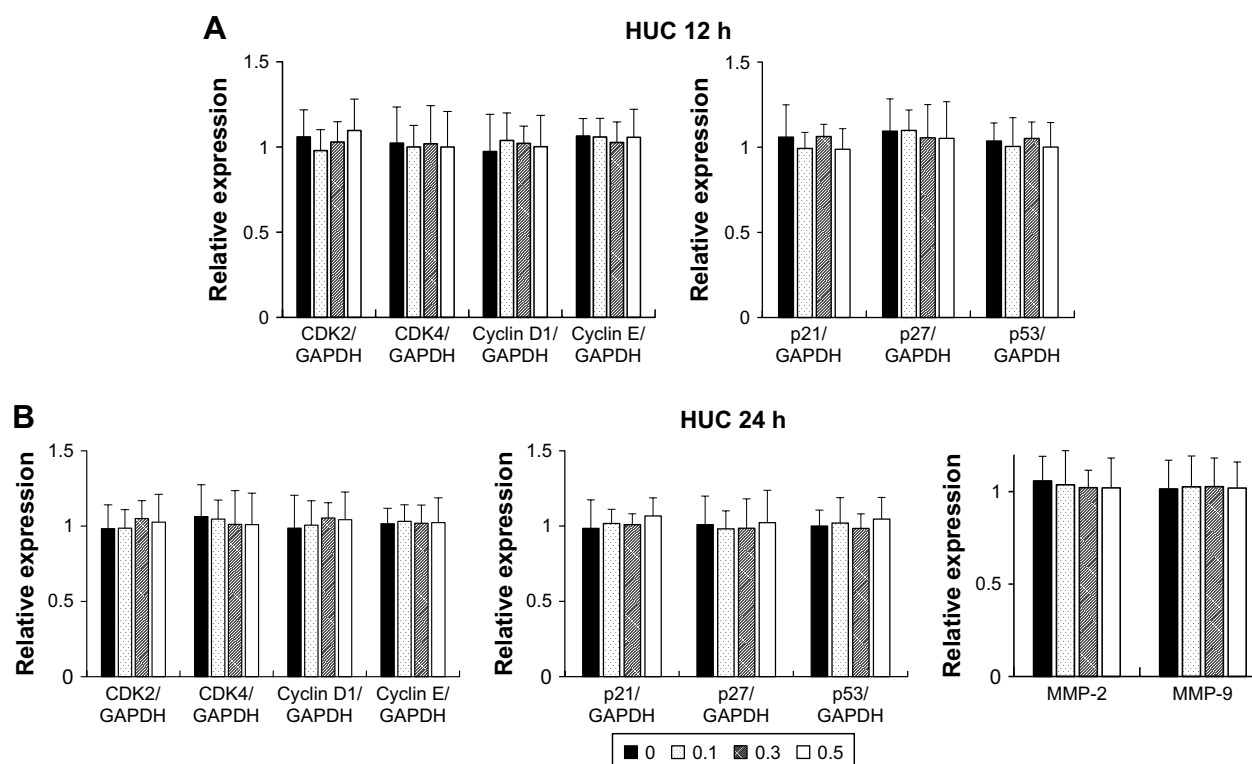 A
HUC 12 h
Relative expression
1.5
1
0.5
0
CDK2/ CDK4/ Cyclin D1/ Cyclin E/
GAPDH GAPDH GAPDH GAPDH
Relative expression
1.5
1
0.5
0
p21/ p27/ p53/
GAPDH GAPDH GAPDH
B
HUC 24 h
Relative expression
1.5
1
0.5
0
CDK2/ CDK4/ Cyclin D1/ Cyclin E/
GAPDH GAPDH GAPDH GAPDH
Relative expression
1.5
1
0.5
0
p21/ p27/ p53/
GAPDH GAPDH GAPDH
Relative expression
1
0.5
0
MMP-2 MMP-9
0 0.1 0.3 0.5